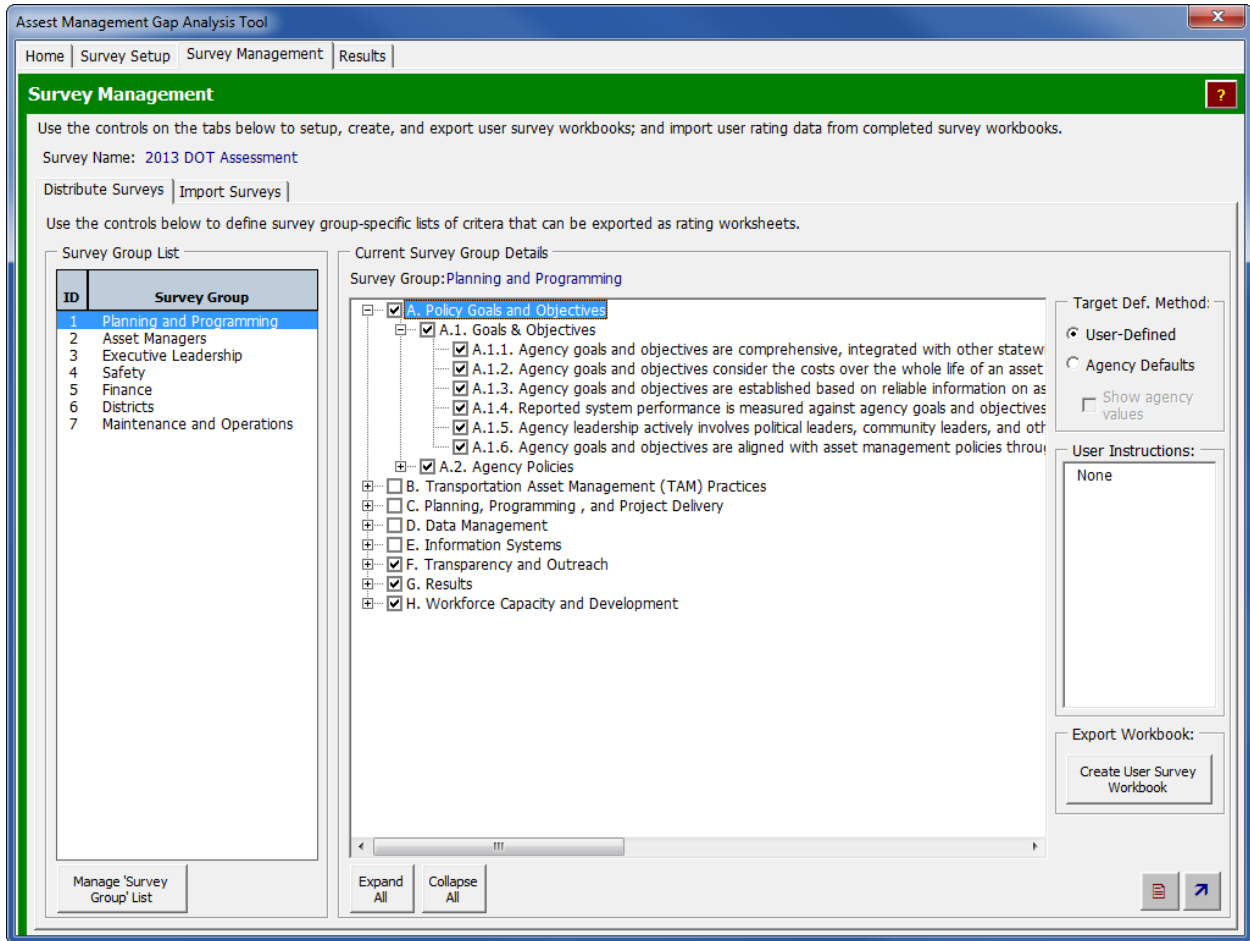 Assest Management Gap Analysis Tool
Home Survey Setup Survey Management Results
Survey Management
?
Use the controls on the tabs below to setup, create, and export user survey workbooks; and import user rating data from completed survey workbooks.
Survey Name: 2013 DOT Assessment
Distribute Surveys Import Surveys
Use the controls below to define survey group-specific lists of critera that can be exported as rating worksheets.
Survey Group List
ID Survey Group
1 Planning and Programming
2 Asset Managers
3 Executive Leadership
4 Safety
5 Finance
6 Districts
7 Maintenance and Operations
Manage 'Survey
Group' List
Current Survey Group Details
Survey Group:Planning and Programming
A. Policy Goals and Objectives
A.1. Goals & Objectives
A.1.1. Agency goals and objectives are comprehensive, integrated with other statew
A.1.2. Agency goals and objectives consider the costs over the whole life of an asset
A.1.3. Agency goals and objectives are established based on reliable information on as
A.1.4. Reported system performance is measured against agency goals and objectives
A.1.5. Agency leadership actively involves political leaders, community leaders, and oth
A.1.6. Agency goals and objectives are aligned with asset management policies throug
A.2. Agency Policies
B. Transportation Asset Management (TAM) Practices
C. Planning, Programming , and Project Delivery
D. Data Management
E. Information Systems
F. Transparency and Outreach
G. Results
H. Workforce Capacity and Development
Expand
All
Collapse
All
Target Def. Method:
User-Defined
Agency Defaults
Show agency
values
User Instructions:
None
Export Workbook:
Create User Survey
Workbook